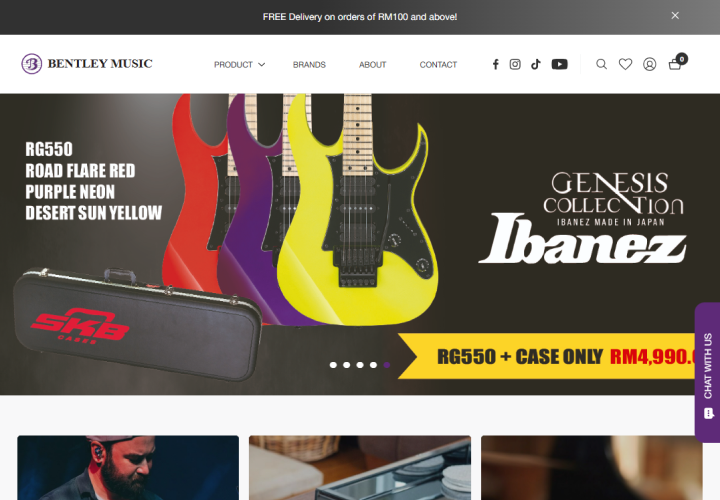 FREE Delivery on orders of RM100 and above!
BENTLEY MUSIC
PRODUCT
BRANDS
ABOUT
CONTACT
0
RG550
ROAD FLARE RED
PURPLE NEON
DESERT SUN YELLOW
GENESIS
COLLECTION
IBANEZ MADE IN JAPAN
Ibanez
SKB
CASES
RG550 + CASE ONLY RM4,990.
CHAT WITH US